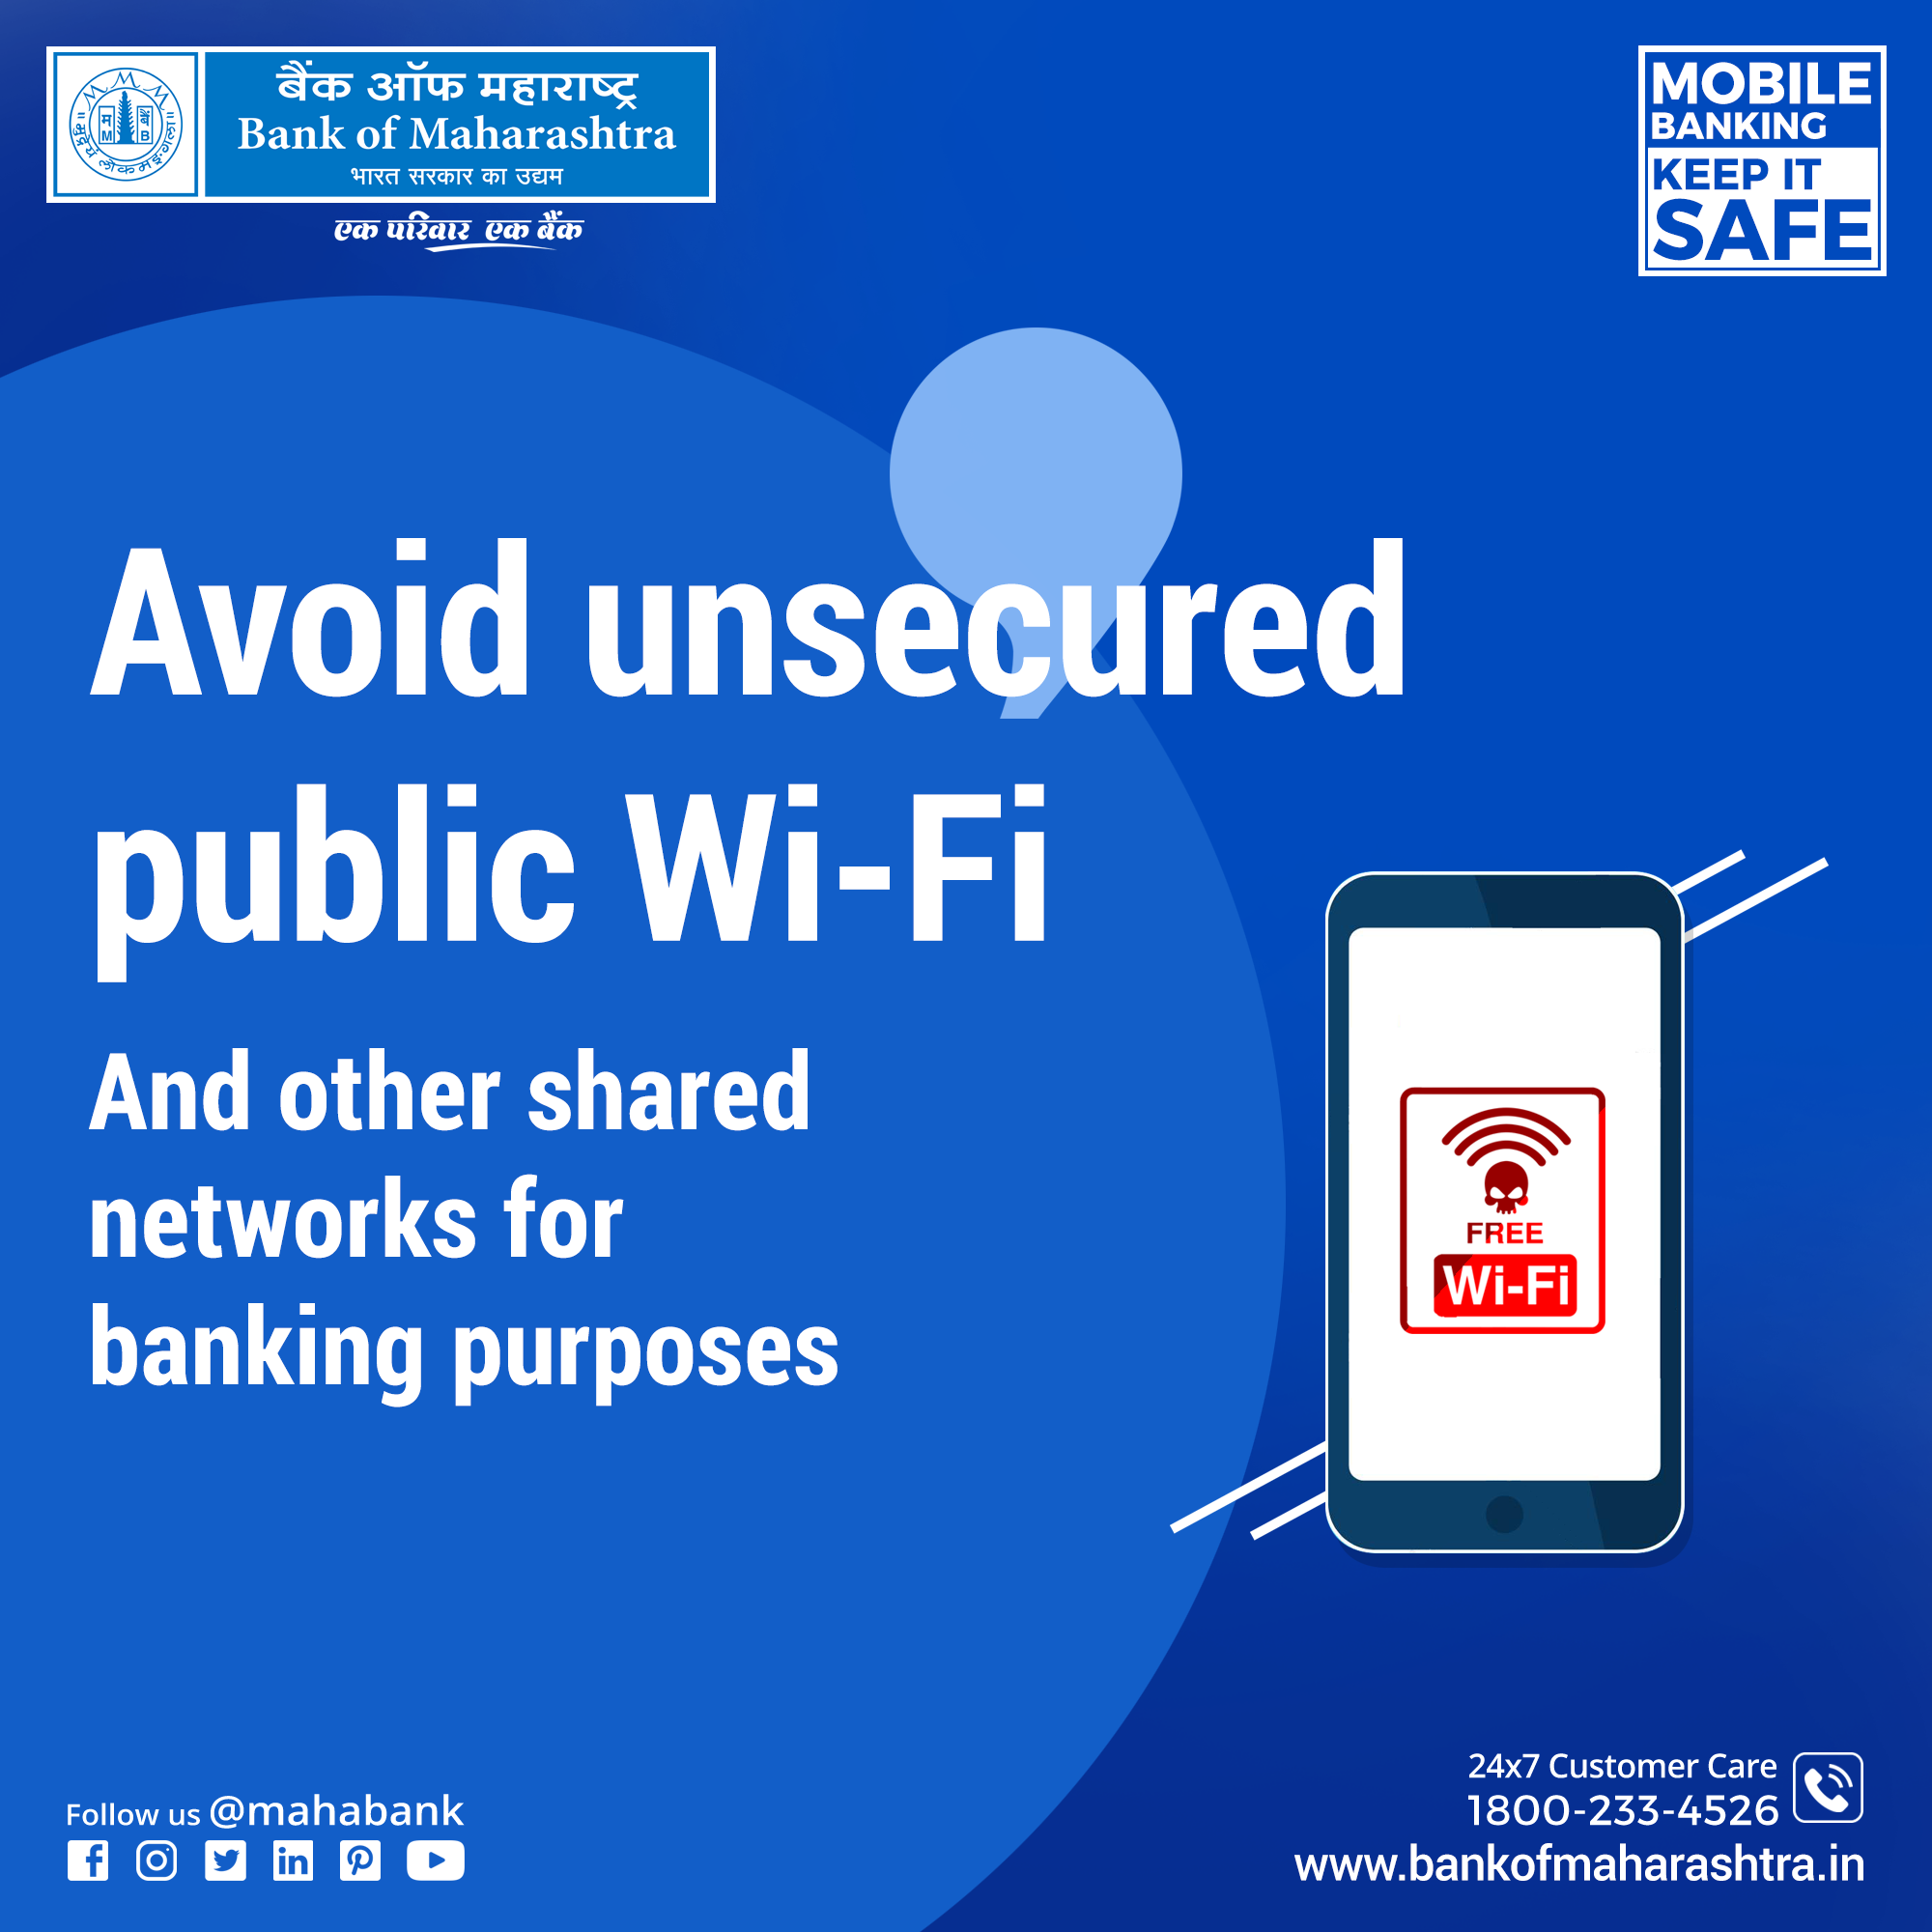 बैंक ऑफ महाराष्ट्र
Bank of Maharashtra
भारत सरकार का उद्यम
एक परिवार एक बैंक
MOBILE
BANKING
KEEP IT
SAFE
Avoid unsecured
public Wi-Fi
And other shared
networks for
banking purposes
FREE
Wi-Fi
Follow us @mahabank
24x7 Customer Care
1800-233-4526
www.bankofmaharashtra.in